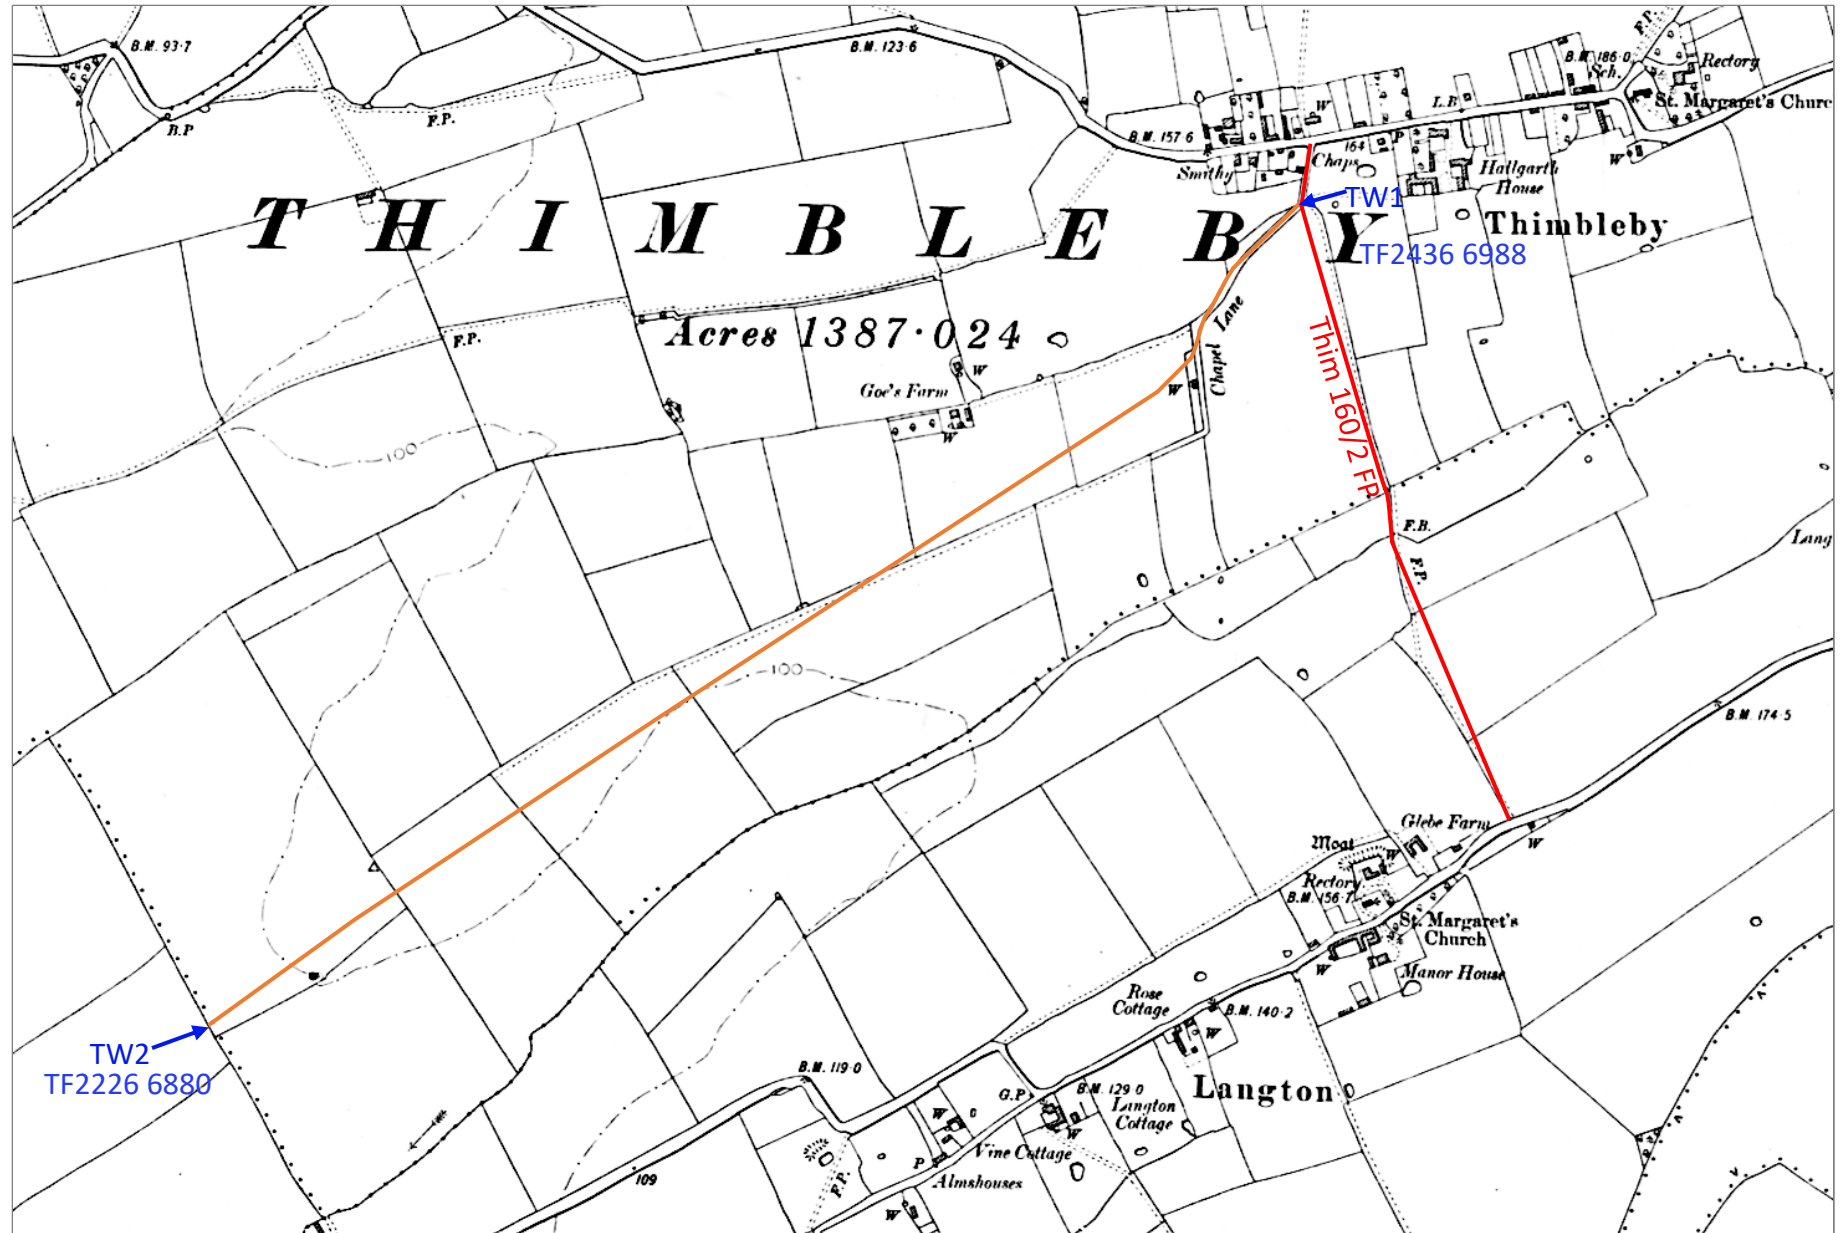 B.M. 93·7
B.M. 123·6
F.P.
B.M. 186·0
Sch.
Rectory
St. Margaret's Churc
L.B
W
B.P
F.P.
B.M. 157·6
164
P
Smithy
Chaps
Hallgarth
House
W
TW1
THIMBLEBY
Thimbleby
TF2436 6988
Acres 1387·024
Lane
Chapel
F.P.
Goe's Farm
W
W
W
Thim 160/2 FP
100
F.B.
F.P.
Lang
100
B.M. 174·5
Glebe Farm
Moat
W
W
Rectory
B.M. 156·7
St. Margaret's
Church
W
Manor House
Rose
Cottage
B.M. 140·2
W
TW2
TF2226 6880
B.M. 119·0
G.P
B.M. 129·0
Langton
Langton
Cottage
W
W
Vine Cottage
P
Almshouses
F.P.
109
W